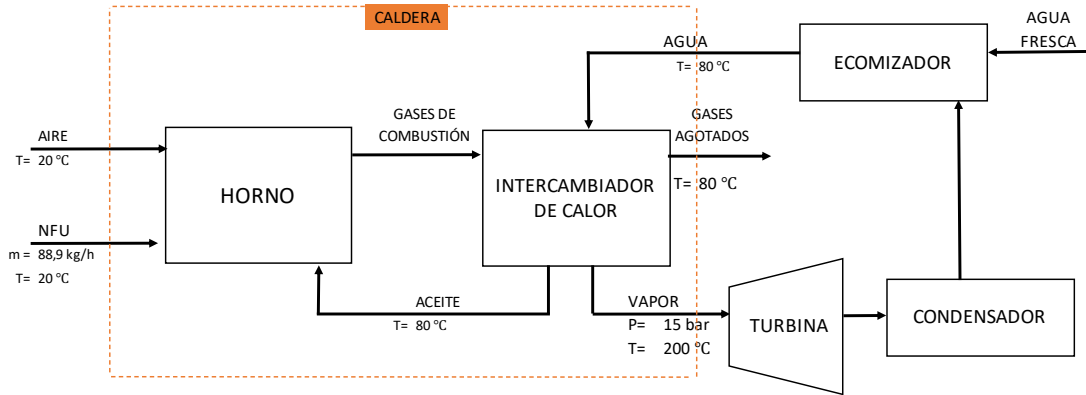 CALDERA
AGUA
FRESCA
AGUA
T= 80 °C
ECOMIZADOR
AIRE
T= 20 °C
GASES DE
COMBUSTIÓN
GASES
AGOTADOS
T= 80 °C
HORNO
INTERCAMBIADOR
DE CALOR
NFU
m = 88,9 kg/h
T= 20 °C
ACEITE
T= 80 °C
VAPOR
P= 15 bar
T= 200 °C
TURBINA
CONDENSADOR